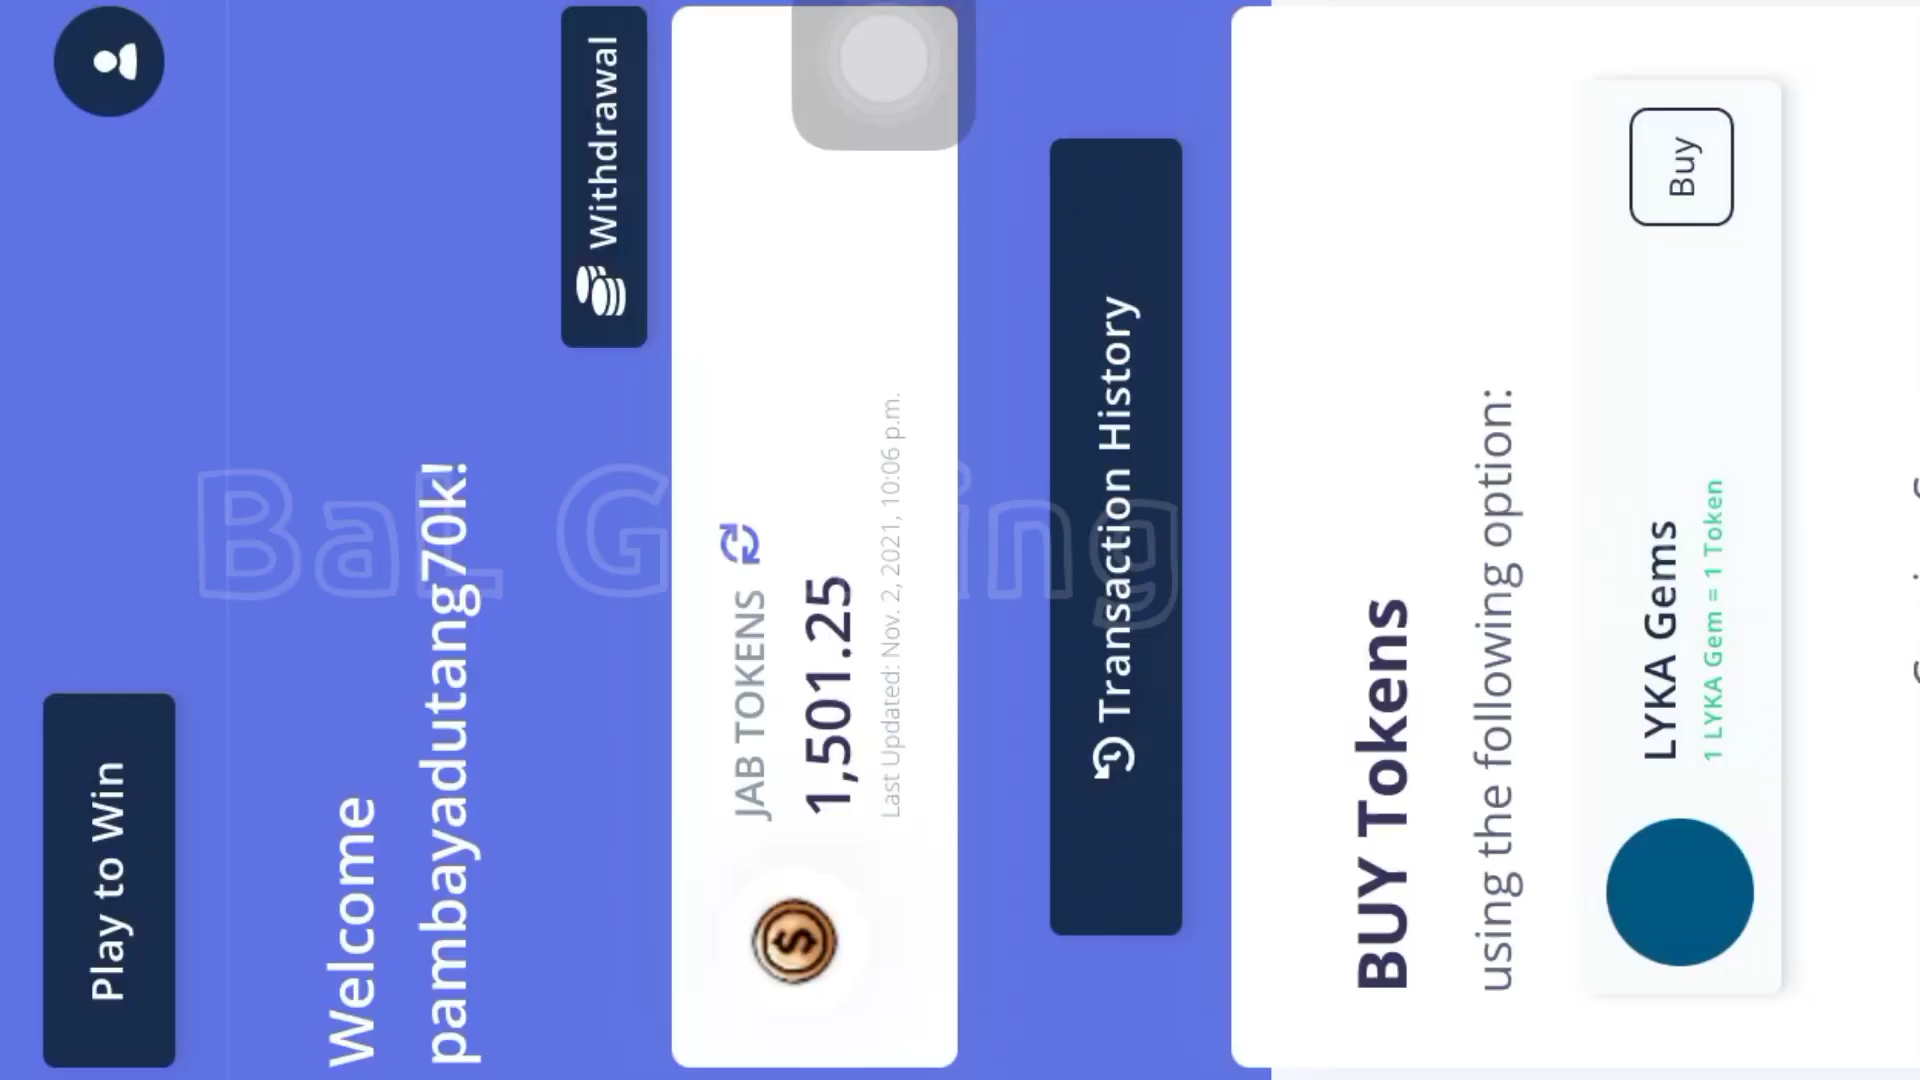 Play to Win
Welcome
pambayadutang70k!
Withdrawal
JAB TOKENS
1,501.25
Last Updated: Nov. 2, 2021, 10:06 p.m.
Transaction History
BUY Tokens
using the following option:
LYKA Gems
1 LYKA Gem = 1 Token
Buy